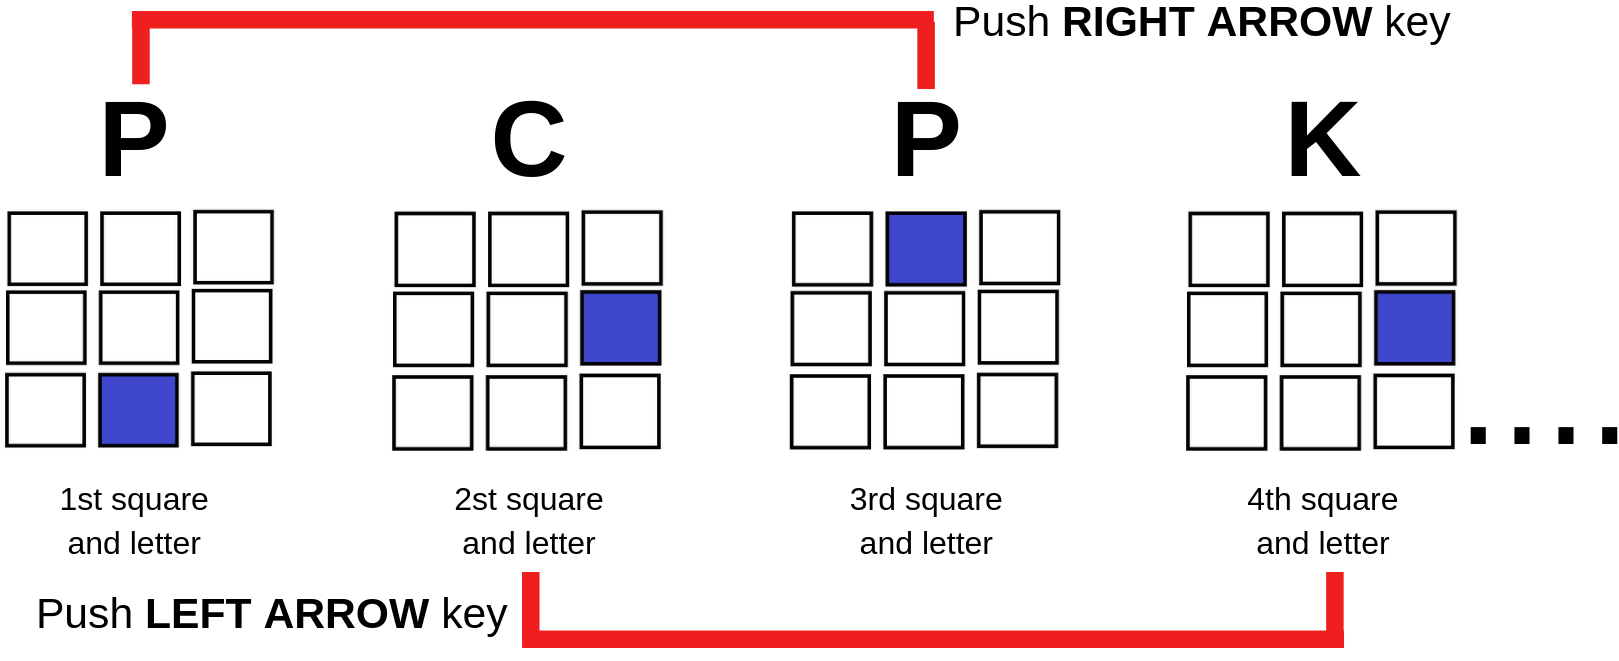 Push RIGHT ARROW key
P C P K
....
1st square 2st square 3rd square 4th square
and letter and letter and letter and letter
Push LEFT ARROW key